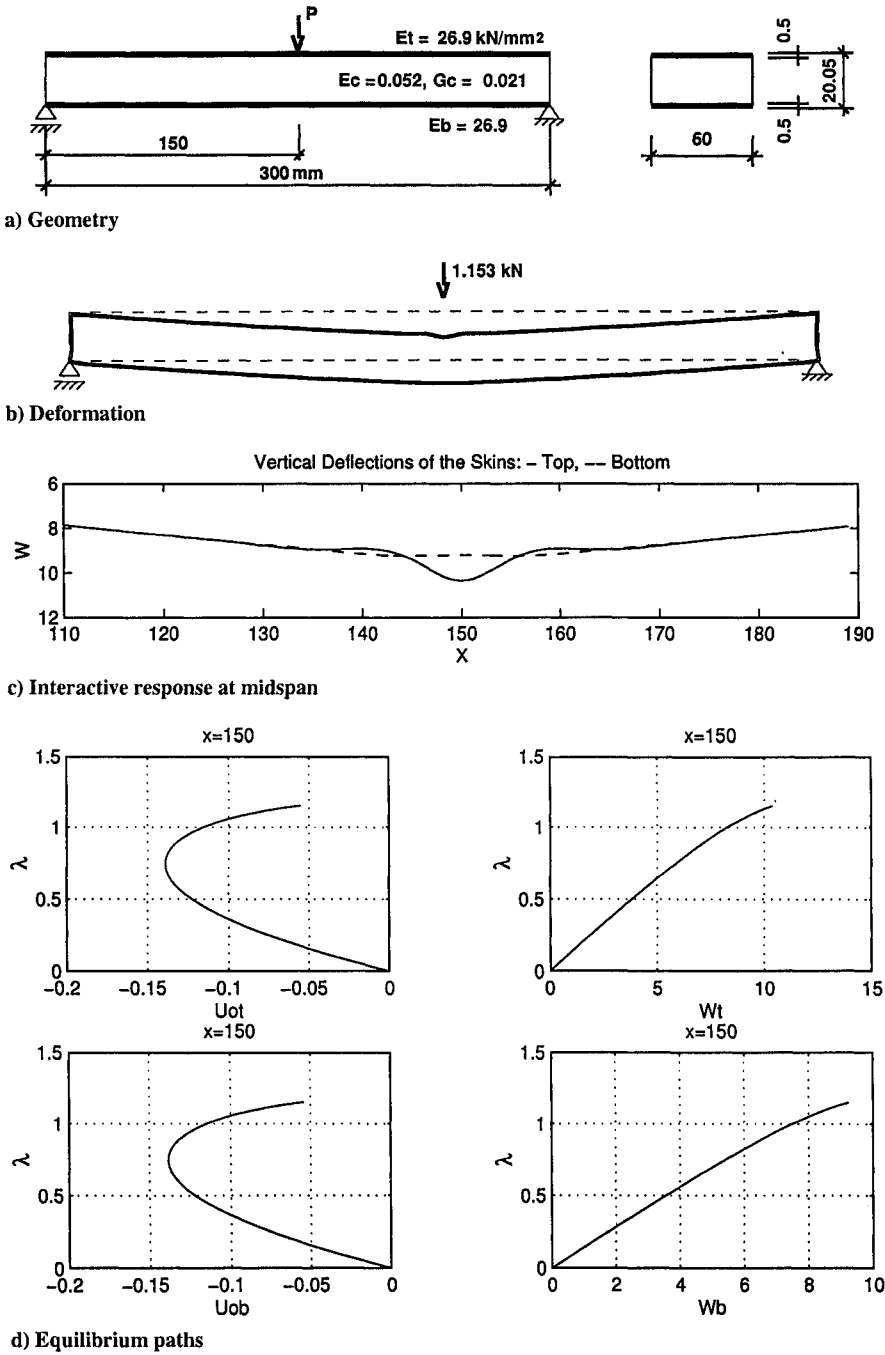 P
Et = 26.9 kN/mm2
Ec =0.052, Gc = 0.021
Eb = 26.9
150
300 mm
60
0.5
20.05
0.5
a) Geometry
1.153 kN
b) Deformation
Vertical Deflections of the Skins: – Top, –– Bottom
6
8
10
12
W
110 120 130 140 150 160 170 180 190
X
c) Interactive response at midspan
x=150
1.5
1
0.5
0
λ
-0.2 -0.15 -0.1 -0.05 0
Uot
x=150
1.5
1
0.5
0
λ
0 5 10 15
Wt
x=150
1.5
1
0.5
0
λ
-0.2 -0.15 -0.1 -0.05 0
Uob
x=150
1.5
1
0.5
0
λ
0 2 4 6 8 10
Wb
d) Equilibrium paths